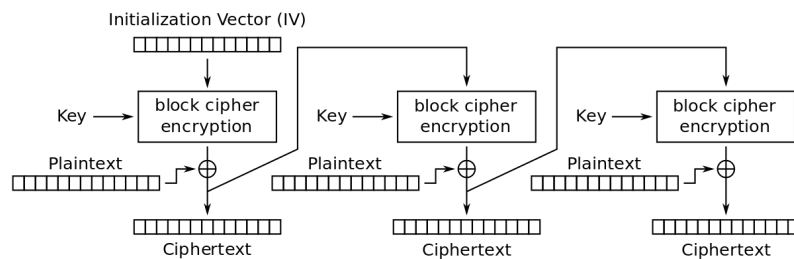 Initialization Vector (IV)
Key
block cipher
encryption
Plaintext
Ciphertext
Key
block cipher
encryption
Plaintext
Ciphertext
Key
block cipher
encryption
Plaintext
Ciphertext